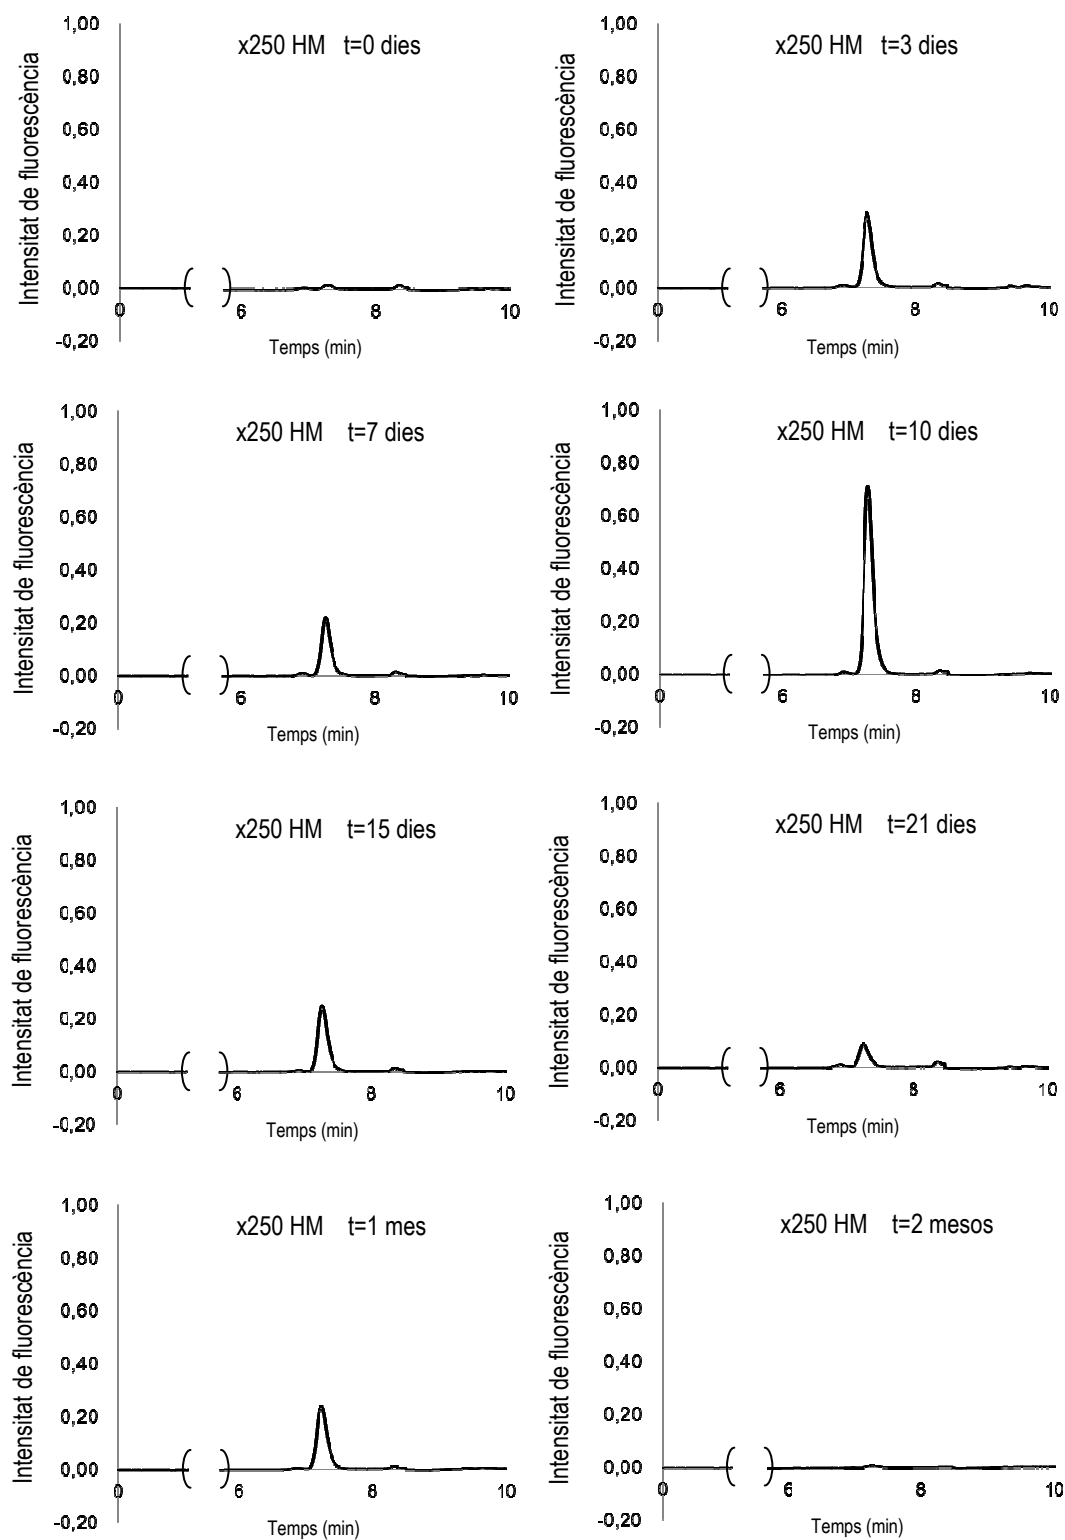 x250 HM t=0 dies
Intensitat de fluorescència
1,00
0,80
0,60
0,40
0,20
0,00
-0,20
0 6 8 10
Temps (min)
x250 HM t=3 dies
Intensitat de fluorescència
1,00
0,80
0,60
0,40
0,20
0,00
-0,20
0 6 8 10
Temps (min)
x250 HM t=7 dies
Intensitat de fluorescència
1,00
0,80
0,60
0,40
0,20
0,00
-0,20
0 6 8 10
Temps (min)
x250 HM t=10 dies
Intensitat de fluorescència
1,00
0,80
0,60
0,40
0,20
0,00
-0,20
0 6 8 10
Temps (min)
x250 HM t=15 dies
Intensitat de fluorescència
1,00
0,80
0,60
0,40
0,20
0,00
-0,20
0 6 8 10
Temps (min)
x250 HM t=21 dies
Intensitat de fluorescència
1,00
0,80
0,60
0,40
0,20
0,00
-0,20
0 6 8 10
Temps (min)
x250 HM t=1 mes
Intensitat de fluorescència
1,00
0,80
0,60
0,40
0,20
0,00
-0,20
0 6 8 10
Temps (min)
x250 HM t=2 mesos
Intensitat de fluorescència
1,00
0,80
0,60
0,40
0,20
0,00
-0,20
0 6 8 10
Temps (min)